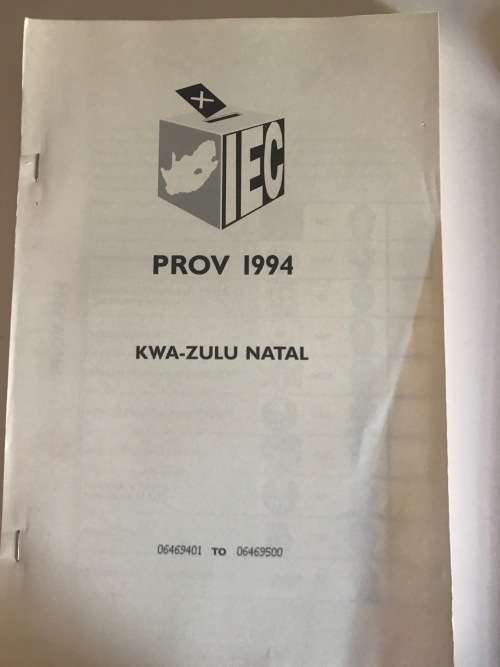 IEC
PROV 1994
KWA-ZULU NATAL
06469401 TO 06469500